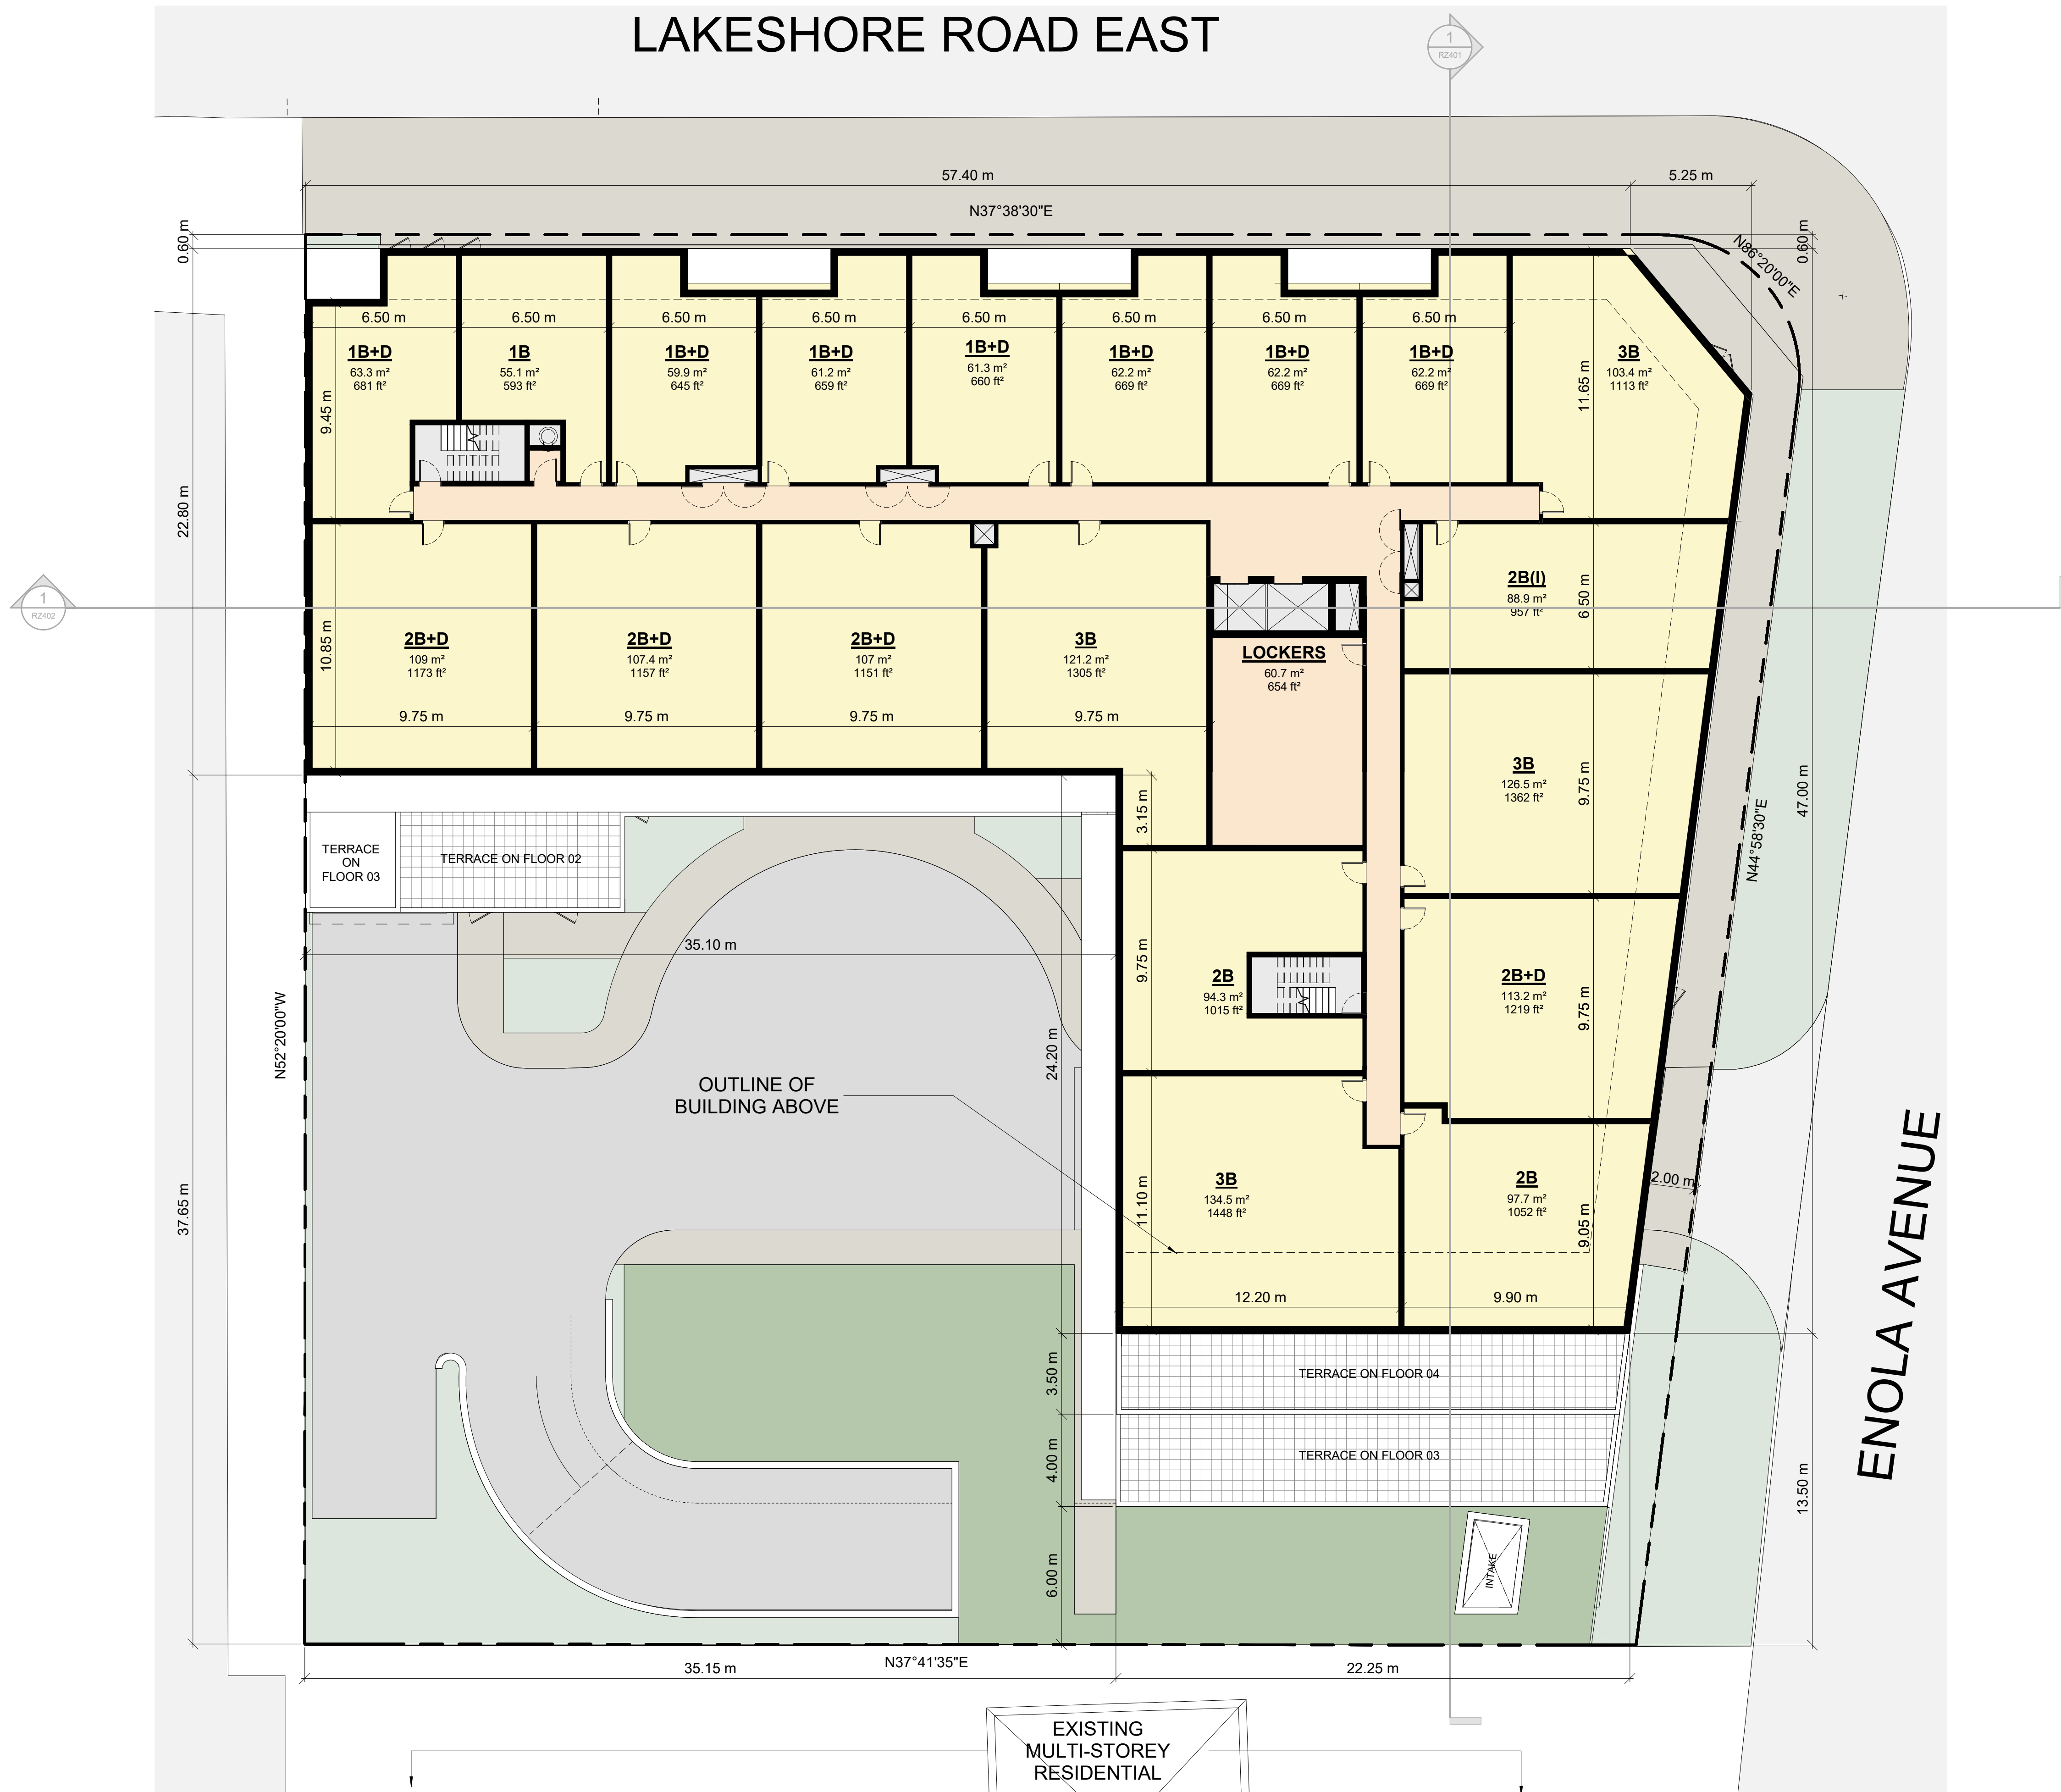 LAKESHORE ROAD EAST
1
RZ401
57.40 m
5.25 m
N37°38'30"E
0.60 m
0.60 m
N86°20'00"E
6.50 m
6.50 m
6.50 m
6.50 m
6.50 m
6.50 m
6.50 m
6.50 m
1B+D
63.3 m²
681 ft²
1B
55.1 m²
593 ft²
1B+D
59.9 m²
645 ft²
1B+D
61.2 m²
659 ft²
1B+D
61.3 m²
660 ft²
1B+D
62.2 m²
669 ft²
1B+D
62.2 m²
669 ft²
1B+D
62.2 m²
669 ft²
3B
103.4 m²
1113 ft²
11.65 m
9.45 m
22.80 m
1
RZ402
2B(I)
88.9 m²
957 ft²
6.50 m
10.85 m
2B+D
109 m²
1173 ft²
2B+D
107.4 m²
1157 ft²
2B+D
107 m²
1151 ft²
3B
121.2 m²
1305 ft²
LOCKERS
60.7 m²
654 ft²
9.75 m
9.75 m
9.75 m
9.75 m
3B
126.5 m²
1362 ft²
9.75 m
47.00 m
N44°58'30"E
3.15 m
TERRACE
ON
FLOOR 03
TERRACE ON FLOOR 02
35.10 m
9.75 m
2B
94.3 m²
1015 ft²
2B+D
113.2 m²
1219 ft²
9.75 m
N52°20'00"W
24.20 m
OUTLINE OF
BUILDING ABOVE
37.65 m
11.10 m
3B
134.5 m²
1448 ft²
2B
97.7 m²
1052 ft²
9.05 m
2.00 m
12.20 m
9.90 m
ENOLA AVENUE
3.50 m
TERRACE ON FLOOR 04
4.00 m
TERRACE ON FLOOR 03
13.50 m
6.00 m
INTAKE
35.15 m
N37°41'35"E
22.25 m
EXISTING
MULTI-STOREY
RESIDENTIAL